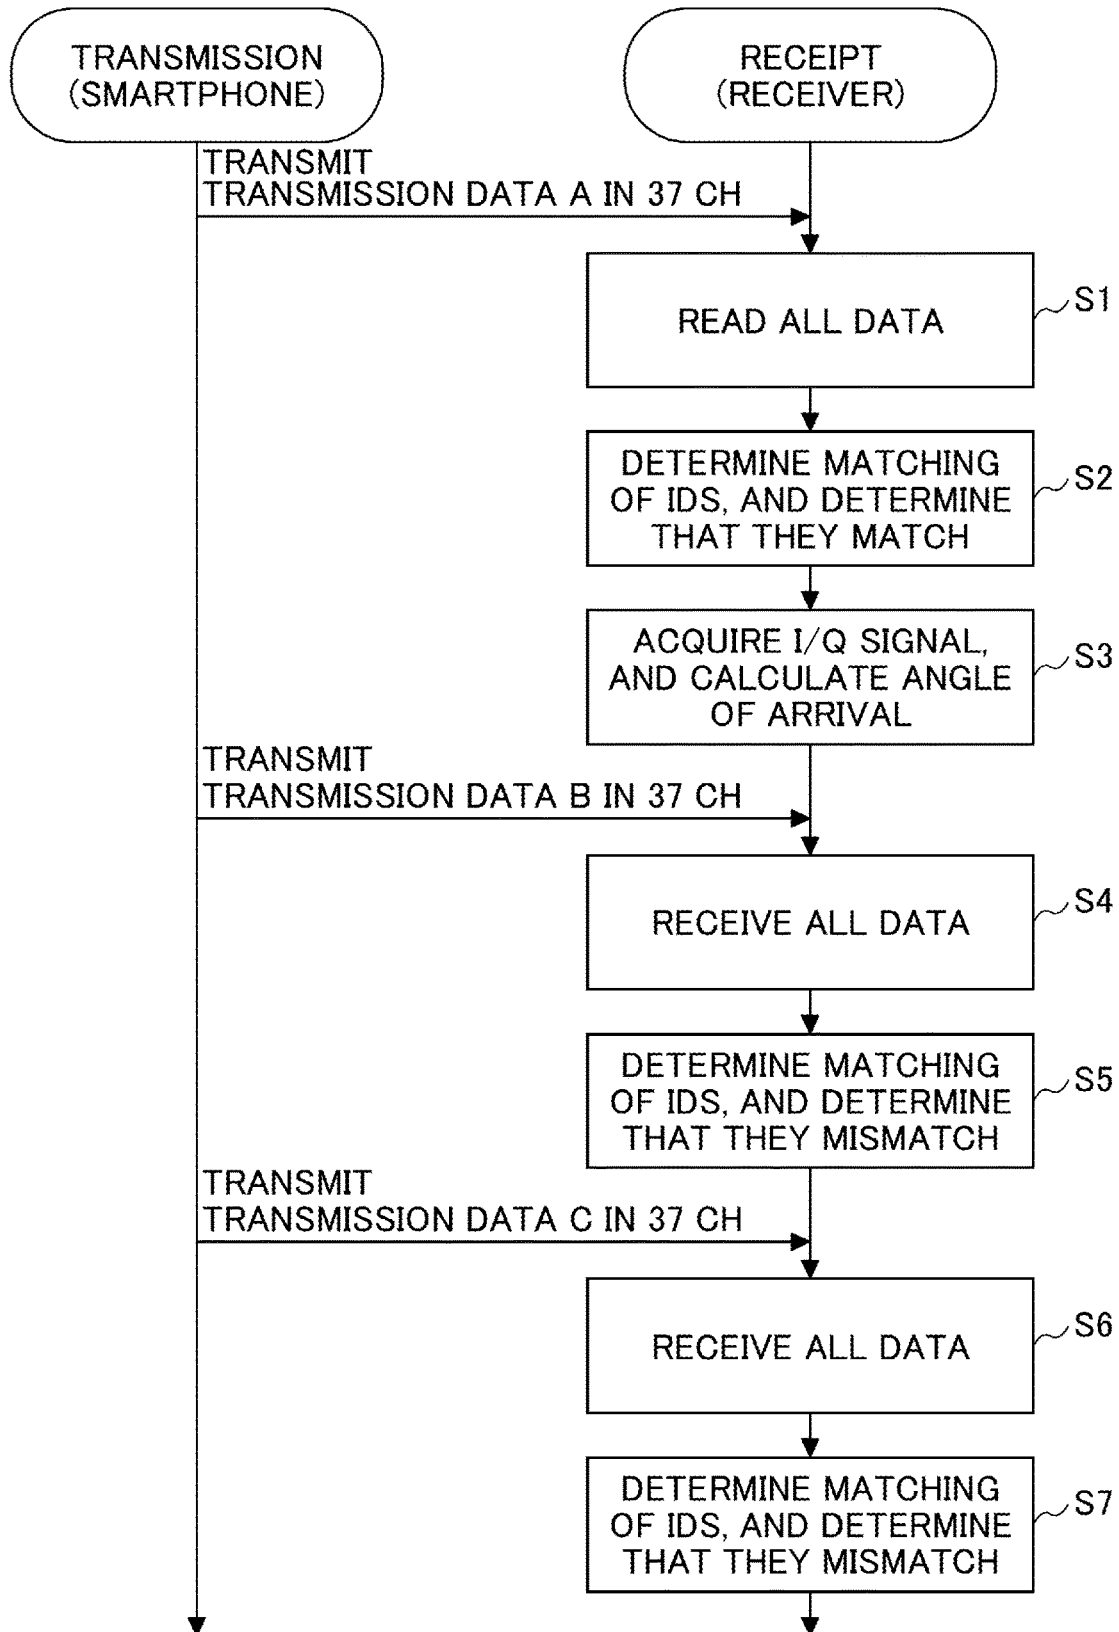 TRANSMISSION
(SMARTPHONE)
RECEIPT
(RECEIVER)
TRANSMIT
TRANSMISSION DATA A IN 37 CH
READ ALL DATA
S1
DETERMINE MATCHING
OF IDS, AND DETERMINE
THAT THEY MATCH
S2
ACQUIRE I/Q SIGNAL,
AND CALCULATE ANGLE
OF ARRIVAL
S3
TRANSMIT
TRANSMISSION DATA B IN 37 CH
RECEIVE ALL DATA
S4
DETERMINE MATCHING
OF IDS, AND DETERMINE
THAT THEY MISMATCH
S5
TRANSMIT
TRANSMISSION DATA C IN 37 CH
RECEIVE ALL DATA
S6
DETERMINE MATCHING
OF IDS, AND DETERMINE
THAT THEY MISMATCH
S7